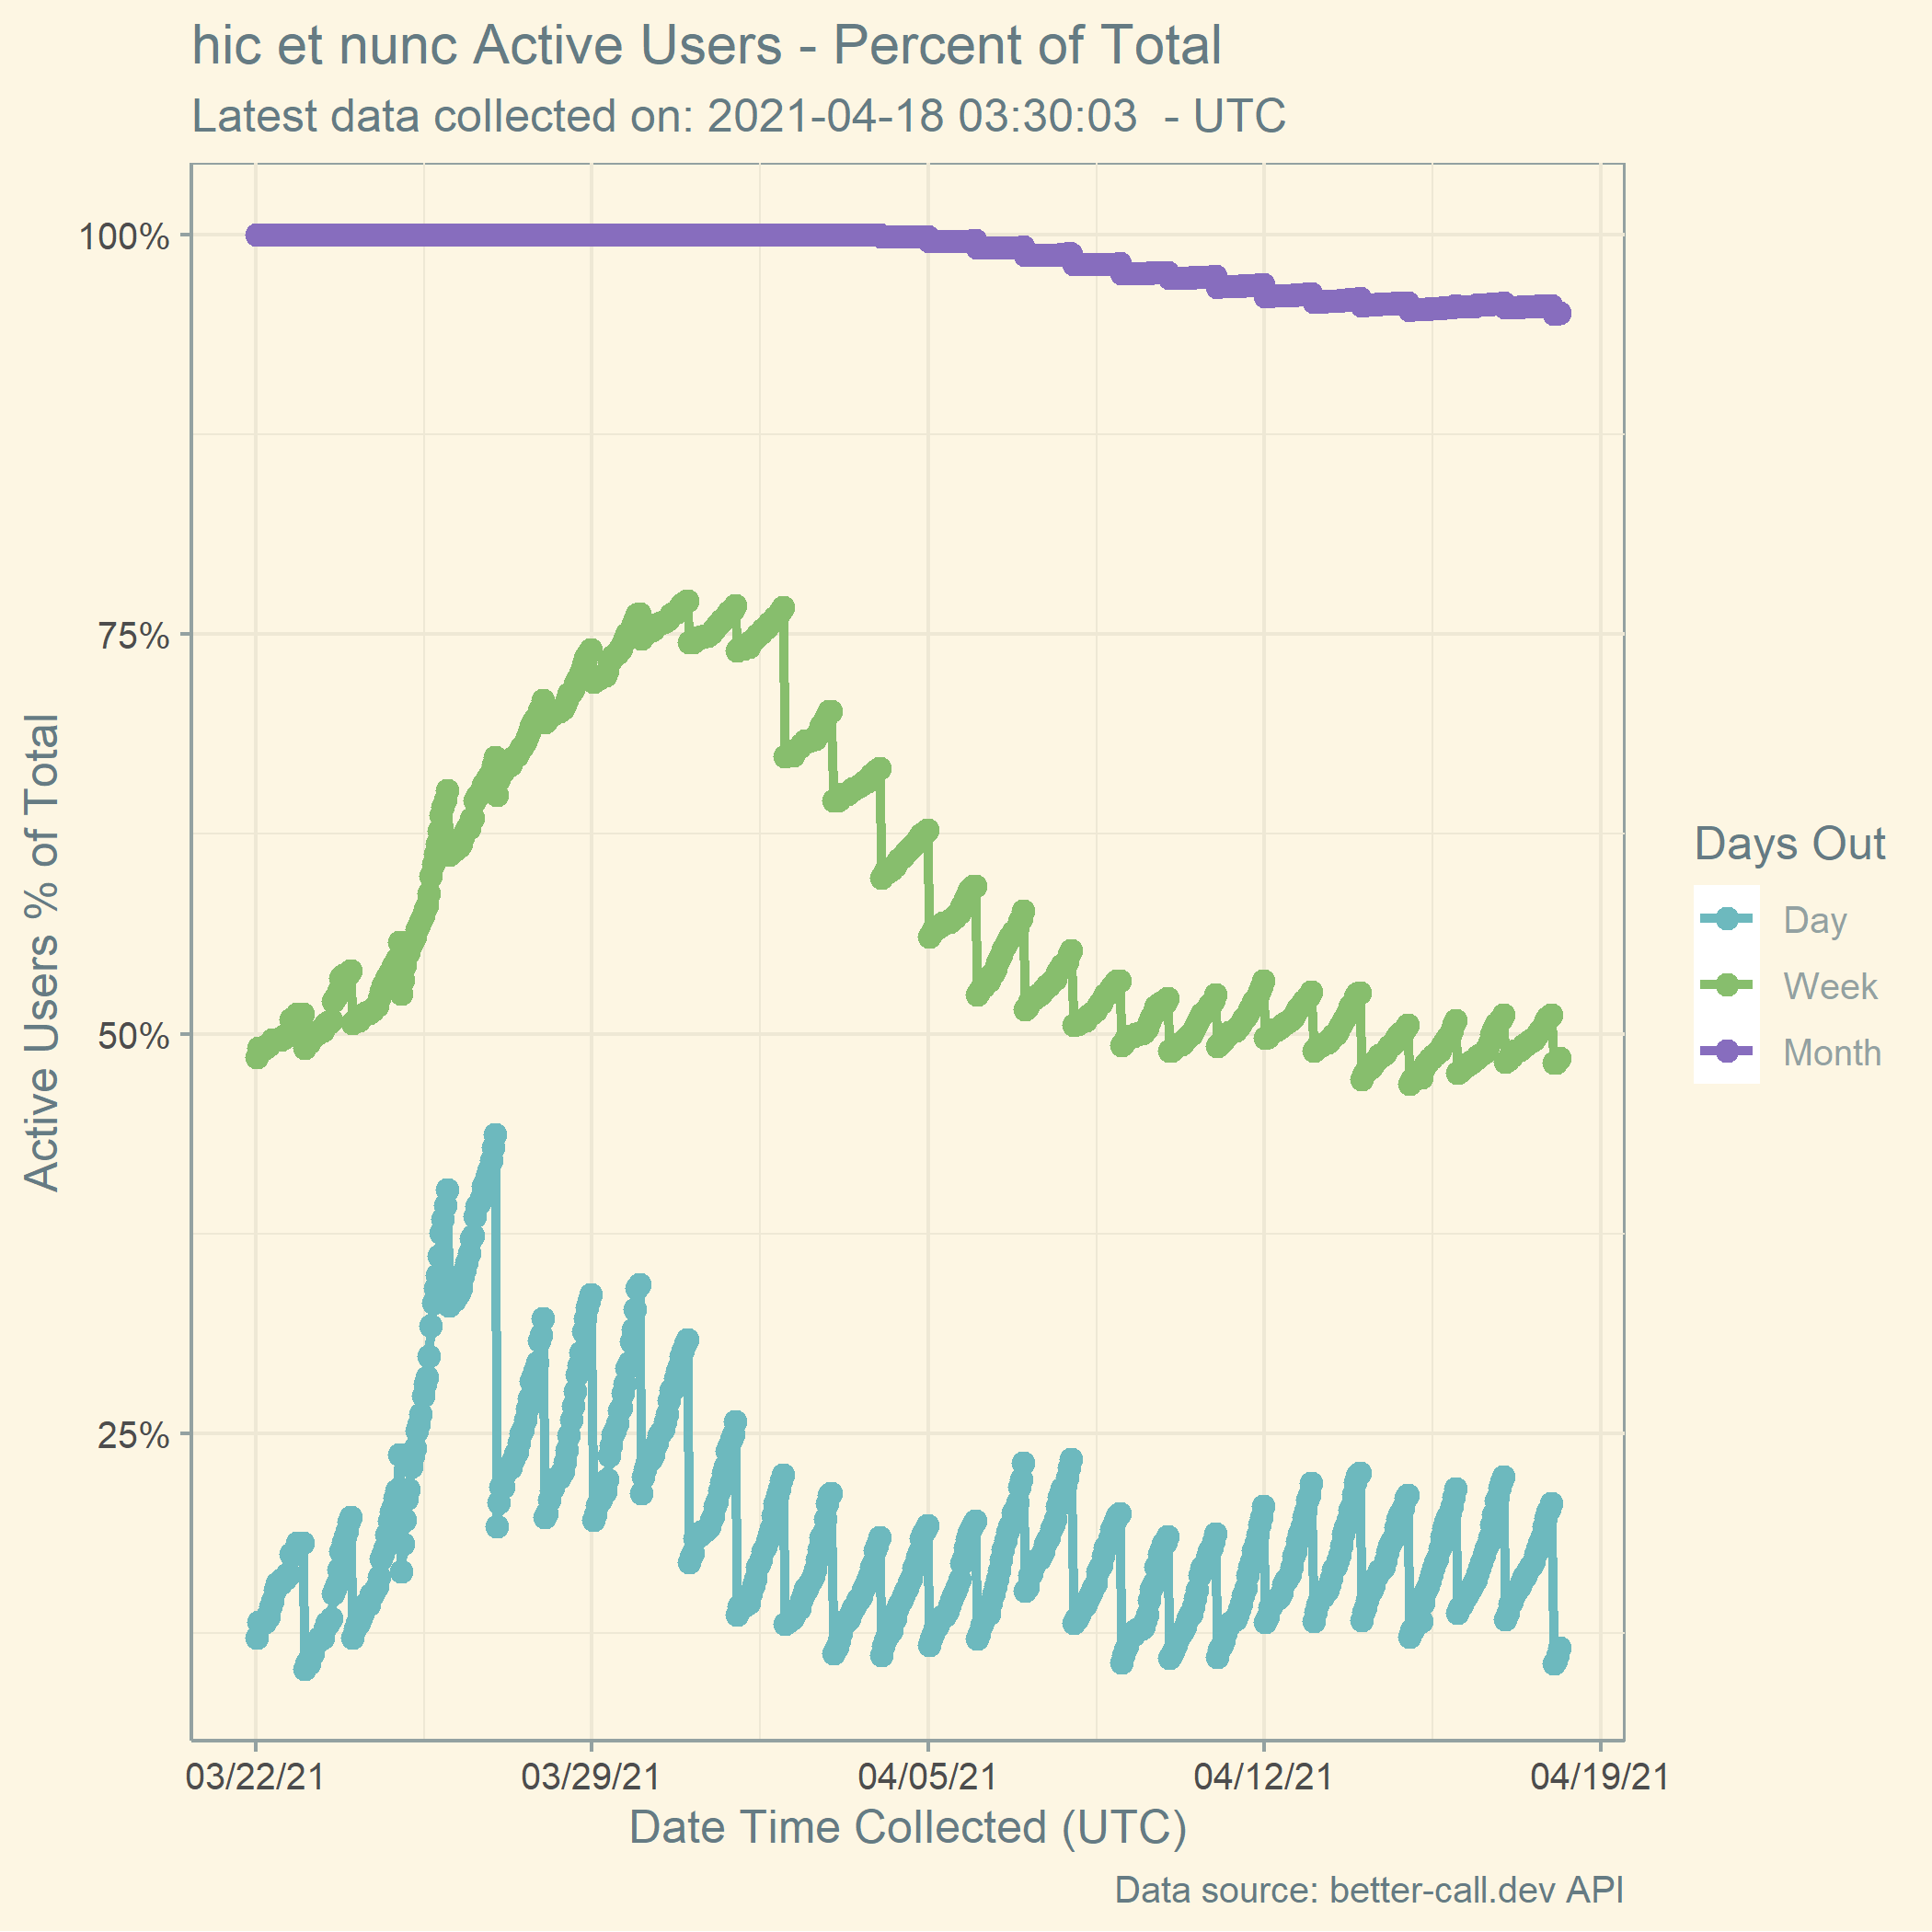 hic et nunc Active Users - Percent of Total
Latest data collected on: 2021-04-18 03:30:03  - UTC
100%
75%
50%
25%
Active Users % of Total
03/22/21
03/29/21
04/05/21
04/12/21
04/19/21
Date Time Collected (UTC)
Days Out
Day
Week
Month
Data source: better-call.dev API